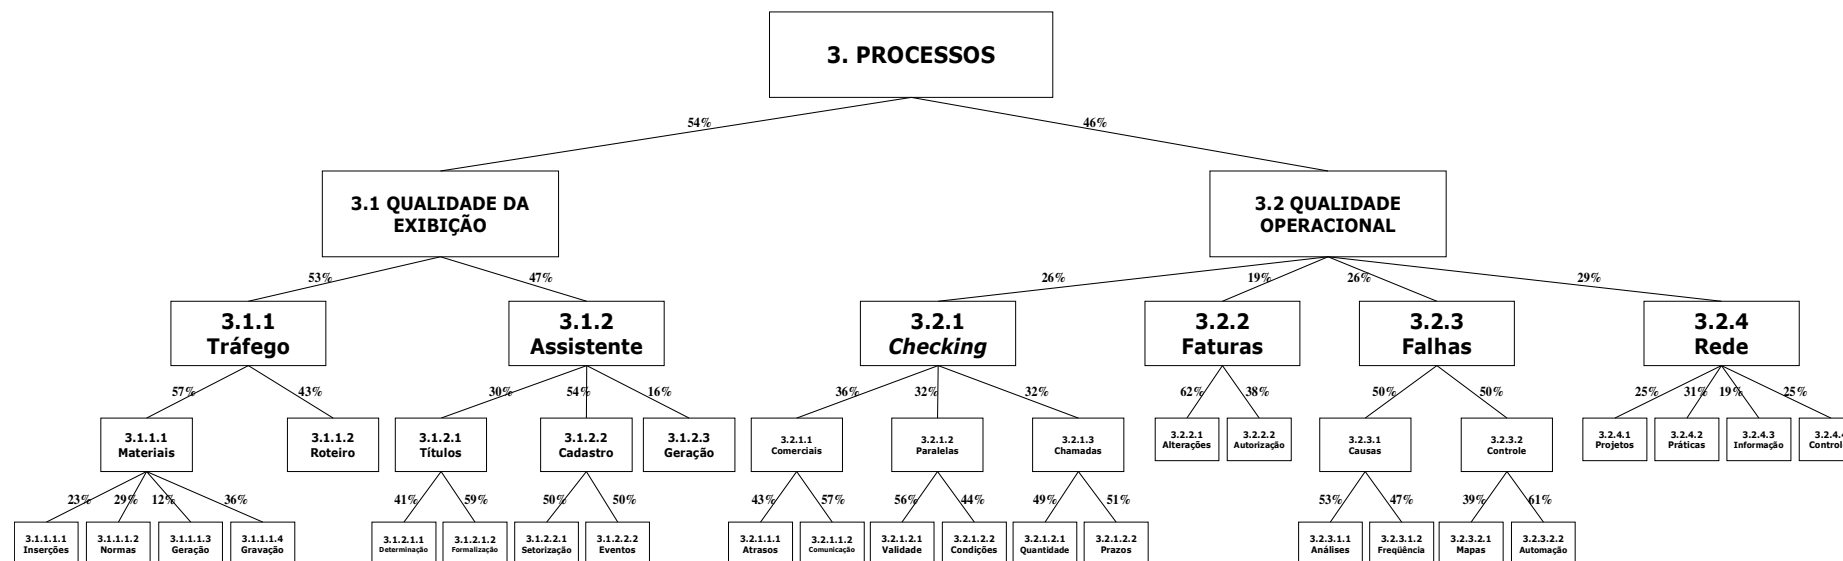 3. PROCESSOS
54%
46%
3.1 QUALIDADE DA
EXIBIÇÃO
3.2 QUALIDADE
OPERACIONAL
53%
47%
26%
19%
26%
29%
3.1.1
Tráfego
3.1.2
Assistente
3.2.1
Checking
3.2.2
Faturas
3.2.3
Falhas
3.2.4
Rede
57%
43%
30%
54%
16%
36%
32%
32%
62%
38%
50%
50%
25%
31%
19%
25%
3.1.1.1
Materiais
3.1.1.2
Roteiro
3.1.2.1
Títulos
3.1.2.2
Cadastro
3.1.2.3
Geração
3.2.1.1
Comerciais
3.2.1.2
Paralelas
3.2.1.3
Chamadas
3.2.2.1
Alterações
3.2.2.2
Autorização
3.2.3.1
Causas
3.2.3.2
Controle
3.2.4.1
Projetos
3.2.4.2
Práticas
3.2.4.3
Informação
3.2.4.4
Controle
23%
29%
12%
36%
41%
59%
50%
50%
43%
57%
56%
44%
49%
51%
53%
47%
39%
61%
3.1.1.1.1
Inserções
3.1.1.1.2
Normas
3.1.1.1.3
Geração
3.1.1.1.4
Gravação
3.1.2.1.1
Determinação
3.1.2.1.2
Formalização
3.1.2.2.1
Setorização
3.1.2.2.2
Eventos
3.2.1.1.1
Atrasos
3.2.1.1.2
Comunicação
3.2.1.2.1
Validade
3.2.1.2.2
Condições
3.2.1.2.1
Quantidade
3.2.1.2.2
Prazos
3.2.3.1.1
Análises
3.2.3.1.2
Freqüência
3.2.3.2.1
Mapas
3.2.3.2.2
Automação